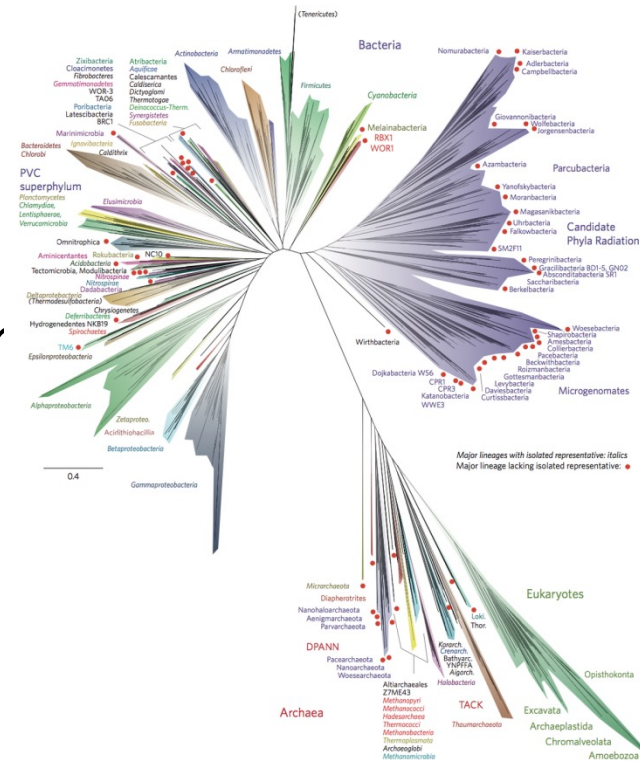 (Tenericutes)
Bacteria
Zixibacteria
Cloacimonetes
Fibrobacteres
Gemmatimonadetes
WOR-3
TA06
Poribacteria
Latescibacteria
BRC1
Atribacteria
Aquificae
Calescamantes
Caldiserica
Dictyoglomi
Thermotogae
Deinococcus-Therm.
Synergistetes
Fusobacteria
Actinobacteria
Armatimonadetes
Chloroflexi
Firmicutes
Cyanobacteria
Melainabacteria
RBX1
WOR1
Marinimicrobia
Bacteroidetes
Chlorobi
Ignavibacteria
Caldithrix
PVC
superphylum
Planctomycetes
Chlamydiae,
Lentisphaerae,
Verrucomicrobia
Elusimicrobia
Omnitrophica
Aminicentantes
Rokubacteria
NC10
Acidobacteria
Tectomicrobia, Modulibacteria
Nitrospinae
Nitrospirae
Dadabacteria
Deltaprotebacteria
(Thermodesulfobacteria)
Chrysiogenetes
Deferribacteres
Hydrogenedentes NKB19
Spirochaetes
TM6
Epsilonproteobacteria
Alphaproteobacteria
Zetaproteo.
Acidithiobacillia
Betaproteobacteria
Gammaproteobacteria
0.4
Nomurabacteria
Kaiserbacteria
Adlerbacteria
Campbellbacteria
Giovannonibacteria
Wolfebacteria
Jorgensenbacteria
Azambacteria
Parcubacteria
Yanofskybacteria
Moranbacteria
Magasanikbacteria
Uhrbacteria
Falkowbacteria
Candidate
Phyla Radiation
SM2F11
Peregrinibacteria
Gracilibacteria BD1-5, GN02
Absconditabacteria SR1
Saccharibacteria
Berkelbacteria
Woesebacteria
Shapirobacteria
Amesbacteria
Collierbacteria
Pacebacteria
Beckwithbacteria
Roizmanbacteria
Gottesmanbacteria
Levybacteria
Daviesbacteria
Curtissbacteria
Microgenomates
Wirthbacteria
Dojkabacteria WS6
CPR1
CPR3
Katanobacteria
WWE3
Major lineages with isolated representative: italics
Major lineage lacking isolated representative:
Micrarchaeota
Diapherotrites
Nanohaloarchaeota
Aenigmarchaeota
Parvarchaeota
DPANN
Pacearchaeota
Nanoarchaeota
Woesearchaeota
Archaea
Altiarchaeales
Z7ME43
Methanopyri
Methanococci
Hadesarchaea
Thermococci
Methanobacteria
Thermoplasmata
Archaeoglobi
Methanomicrobia
Halobacteria
Korarch.
Crenarch.
Bathyarc.
YNPFFA
Aigarch.
TACK
Thaumarchaeota
Loki.
Thor.
Eukaryotes
Opisthokonta
Excavata
Archaeplastida
Chromalveolata
Amoebozoa